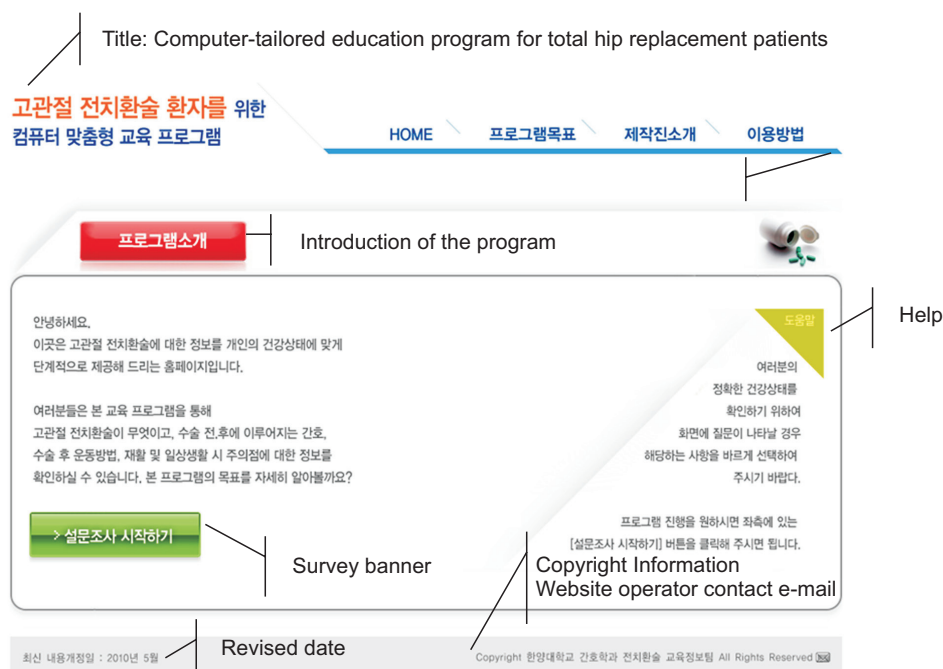 Title: Computer-tailored education program for total hip replacement patients
고관절 전치환술 환자를 위한
컴퓨터 맞춤형 교육 프로그램
HOME 프로그램목표 제작진소개 이용방법
프로그램소개
Introduction of the program
안녕하세요.
이곳은 고관절 전치환술에 대한 정보를 개인의 건강상태에 맞게
단계적으로 제공해 드리는 홈페이지입니다.
여러분들은 본 교육 프로그램을 통해
고관절 전치환술이 무엇이고, 수술 전,후에 이루어지는 간호,
수술 후 운동방법, 재활 및 일상생활 시 주의점에 대한 정보를
확인하실 수 있습니다. 본 프로그램의 목표를 자세히 알아볼까요?
> 설문조사 시작하기
Survey banner
도움말
Help
여러분의
정확한 건강상태를
확인하기 위하여
화면에 질문이 나타날 경우
해당하는 사항을 바르게 선택하여
주시기 바랍다.
프로그램 진행을 원하시면 좌측에 있는
[설문조사 시작하기] 버튼을 클릭해 주시면 됩니다.
Copyright Information
Website operator contact e-mail
Revised date
최신 내용개정일 : 2010년 5월
Copyright 한양대학교 간호학과 전치환술 교육정보팀 All Rights Reserved